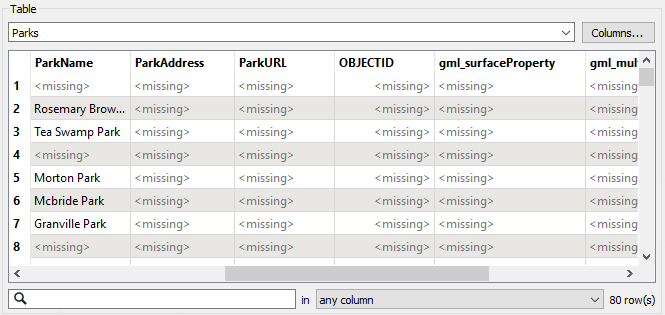 Table
Parks Columns...
ParkName ParkAddress ParkURL OBJECTID gml_surfaceProperty gml_mul
1 <missing> <missing> <missing> <missing> <missing> <missing
2 Rosemary Brow... <missing> <missing> <missing> <missing> <missing
3 Tea Swamp Park <missing> <missing> <missing> <missing> <missing
4 <missing> <missing> <missing> <missing> <missing> <missing
5 Morton Park <missing> <missing> <missing> <missing> <missing
6 Mcbride Park <missing> <missing> <missing> <missing> <missing
7 Granville Park <missing> <missing> <missing> <missing> <missing
8 <missing> <missing> <missing> <missing> <missing> <missing
in any column 80 row(s)